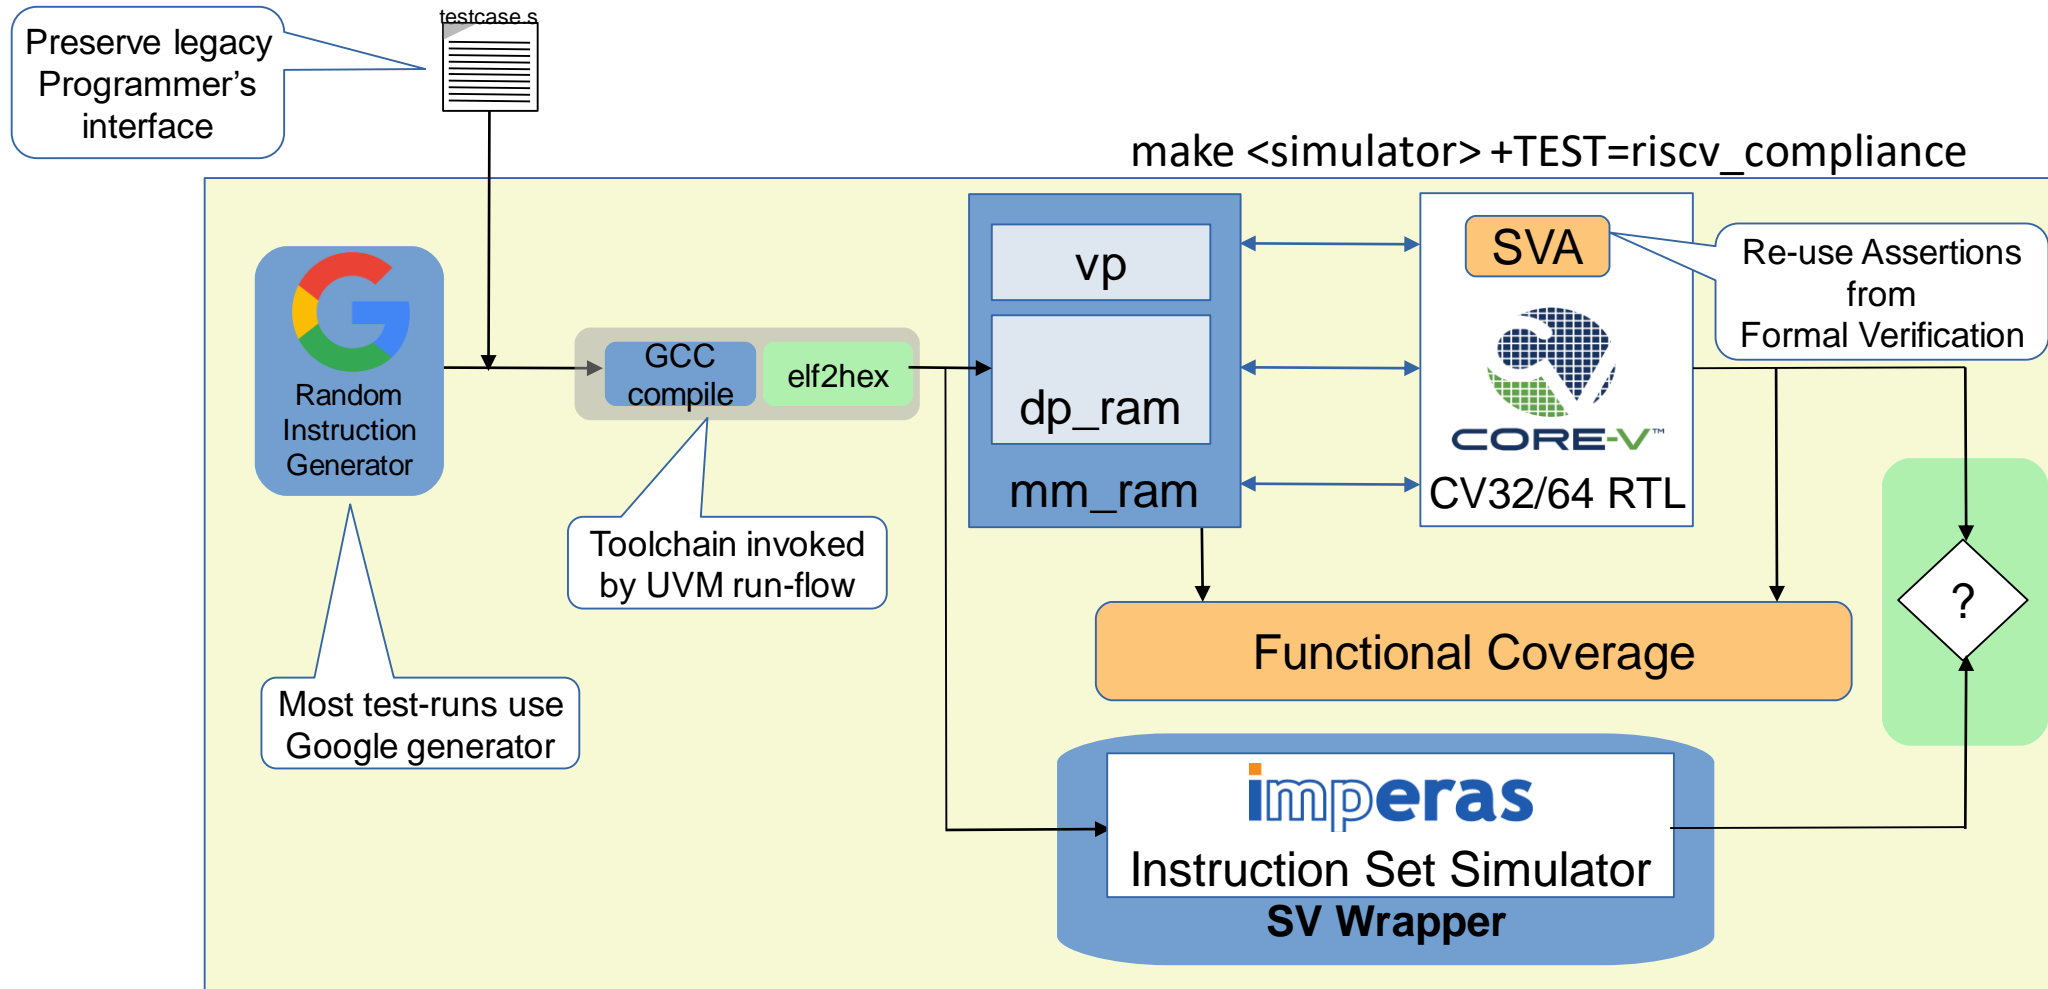 testcase.s
Preserve legacy
Programmer's
interface
make <simulator> +TEST=riscv_compliance
Random
Instruction
Generator
GCC
compile
elf2hex
vp
dp_ram
mm_ram
SVA
CORE-V™
CV32/64 RTL
Re-use Assertions
from
Formal Verification
Toolchain invoked
by UVM run-flow
?
Functional Coverage
Most test-runs use
Google generator
imperas
Instruction Set Simulator
SV Wrapper